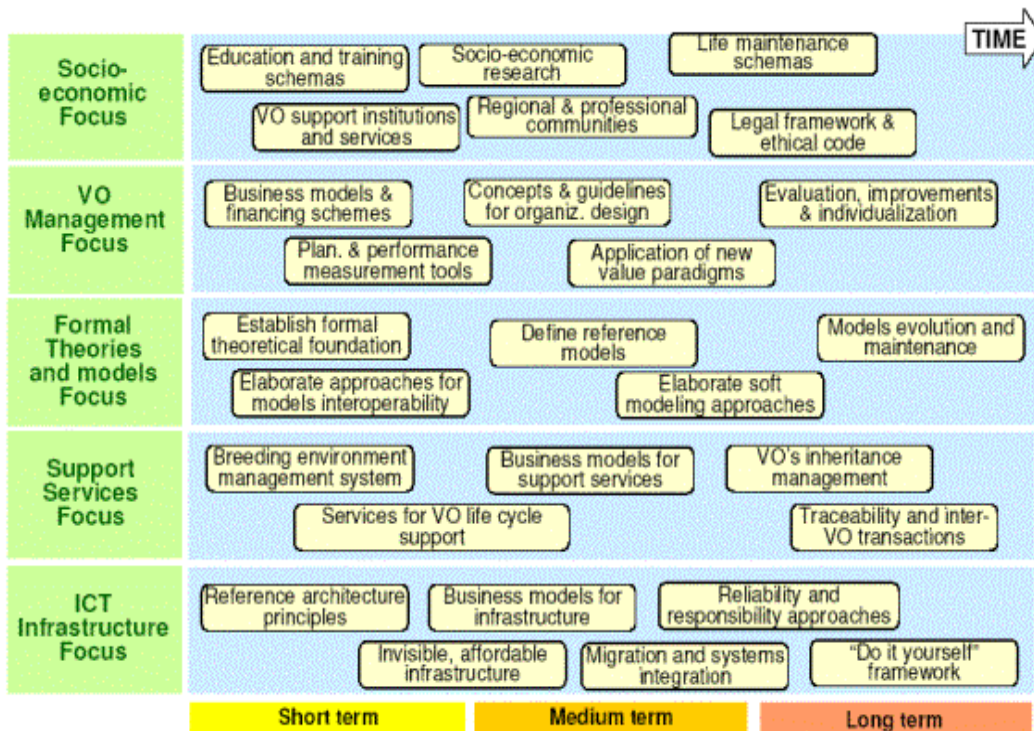 TIME
Socio-
economic
Focus
Education and training
schemas
Socio-economic
research
Life maintenance
schemas
VO support institutions
and services
Regional & professional
communities
Legal framework &
ethical code
VO
Management
Focus
Business models &
financing schemes
Concepts & guidelines
for organiz. design
Evaluation, improvements
& individualization
Plan. & performance
measurement tools
Application of new
value paradigms
Formal
Theories
and models
Focus
Establish formal
theoretical foundation
Define reference
models
Models evolution and
maintenance
Elaborate approaches for
models interoperability
Elaborate soft
modeling approaches
Support
Services
Focus
Breeding environment
management system
Business models for
support services
VO's inheritance
management
Services for VO life cycle
support
Traceability and inter-
VO transactions
ICT
Infrastructure
Focus
Reference architecture
principles
Business models for
infrastructure
Reliability and
responsibility approaches
Invisible, affordable
infrastructure
Migration and systems
integration
"Do it yourself"
framework
Short term
Medium term
Long term